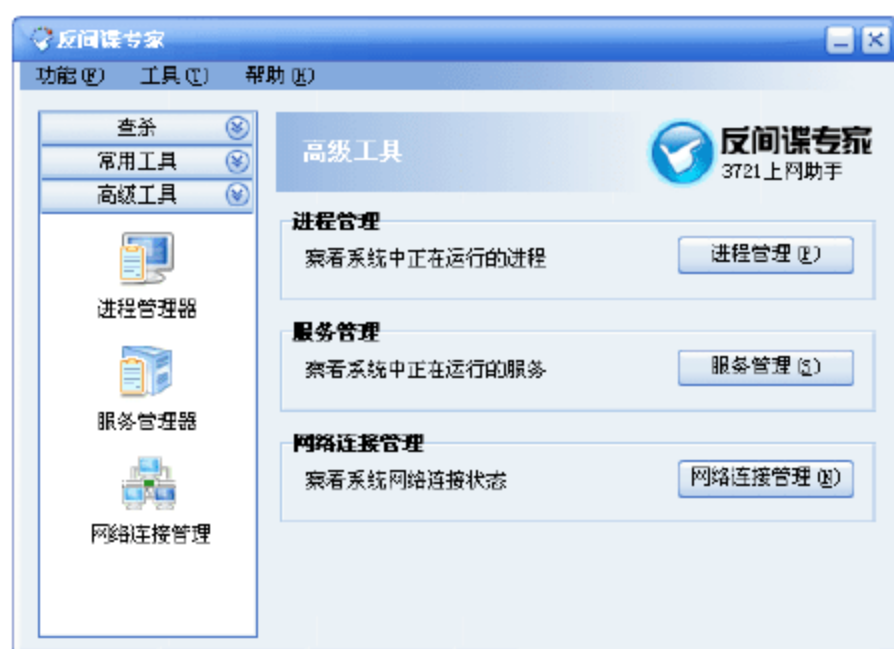 反间谍专家
功能(F) 工具(T) 帮助(H)
查杀
常用工具
高级工具
进程管理器
服务管理器
网络连接管理
高级工具
反间谍专家
3721上网助手
进程管理
察看系统中正在运行的进程
进程管理(P)
服务管理
察看系统中正在运行的服务
服务管理(S)
网络连接管理
察看系统网络连接状态
网络连接管理(N)